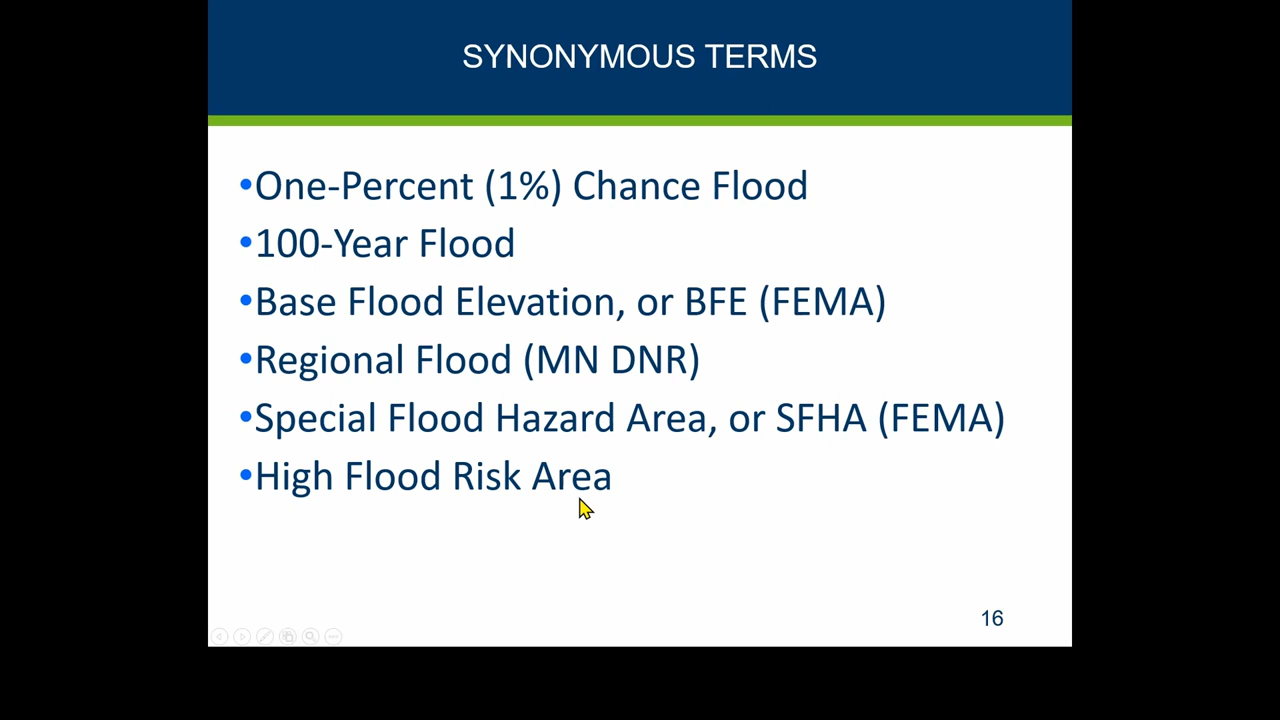 SYNONYMOUS TERMS
•One-Percent (1%) Chance Flood
•100-Year Flood
•Base Flood Elevation, or BFE (FEMA)
•Regional Flood (MN DNR)
•Special Flood Hazard Area, or SFHA (FEMA)
•High Flood Risk Area
16